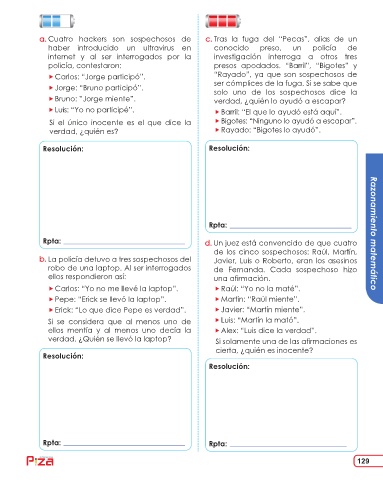 a. Cuatro hackers son sospechosos de
haber introducido un ultravirus en
internet y al ser interrogados por la
policía, contestaron:
▶ Carlos: "Jorge participó".
▶ Jorge: "Bruno participó".
▶ Bruno: "Jorge miente".
▶ Luis: "Yo no participé".
Si el único inocente es el que dice la
verdad, ¿quién es?
Resolución:
Rpta:
b. La policía detuvo a tres sospechosos del
robo de una laptop. Al ser interrogados
ellos respondieron así:
▶ Carlos: "Yo no me llevé la laptop".
▶ Pepe: "Erick se llevó la laptop".
▶ Erick: "Lo que dice Pepe es verdad".
Si se considera que al menos uno de
ellos mentía y al menos uno decía la
verdad. ¿Quién se llevó la laptop?
Resolución:
Rpta:
c. Tras la fuga del "Pecas", alias de un
conocido preso, un policía de
investigación interroga a otros tres
presos apodados. "Barril", "Bigotes" y
"Rayado", ya que son sospechosos de
ser cómplices de la fuga. Si se sabe que
solo uno de los sospechosos dice la
verdad, ¿quién lo ayudó a escapar?
▶ Barril: "El que lo ayudó está aquí".
▶ Bigotes: "Ninguno lo ayudó a escapar".
▶ Rayado: "Bigotes lo ayudó".
Resolución:
Rpta:
d. Un juez está convencido de que cuatro
de los cinco sospechosos: Raúl, Martín,
Javier, Luis o Roberto, eran los asesinos
de Fernanda. Cada sospechoso hizo
una afirmación.
▶ Raúl: "Yo no la maté".
▶ Martín: "Raúl miente".
▶ Javier: "Martín miente".
▶ Luis: "Martín la mató".
▶ Alex: "Luis dice la verdad".
Si solamente una de las afirmaciones es
cierta, ¿quién es inocente?
Resolución:
Rpta:
Razonamiento matemático
Piza
129